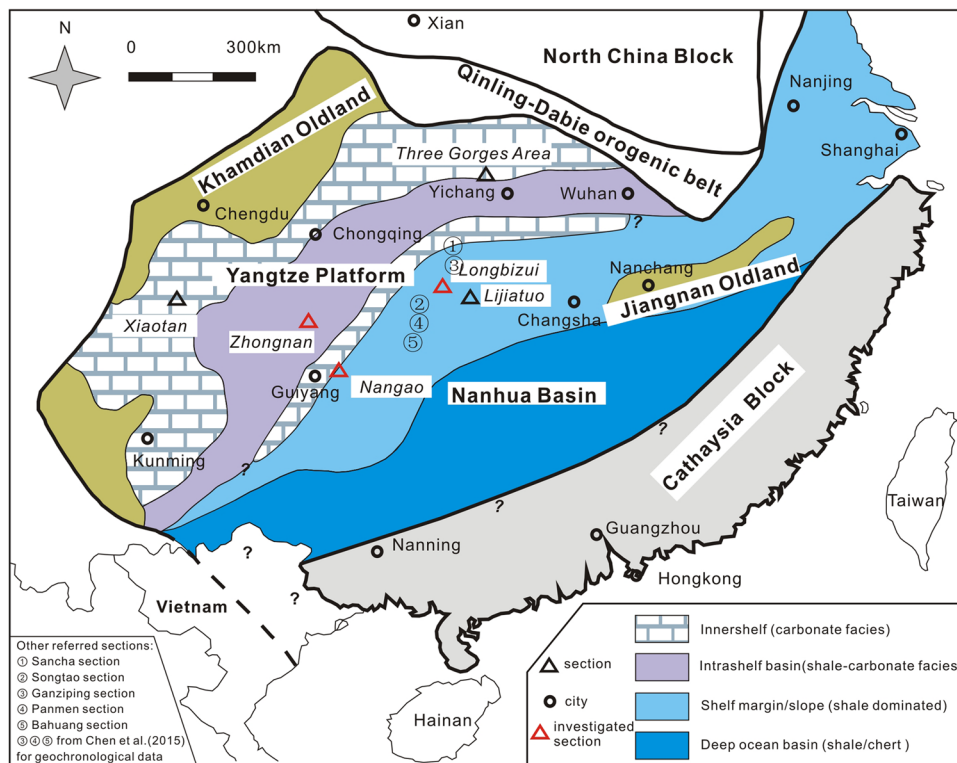 Xian
N
0 300km
North China Block
Qinling-Dabie orogenic belt
Nanjing
Shanghai
Khamdian Oldland
Three Gorges Area
Yichang
Wuhan
Chengdu
Chongqing
?
①
③
Longbizui
Yangtze Platform
Nanchang
Jiangnan Oldland
Lijiatuo
Changsha
Xiaotan
②
④
⑤
Zhongnan
Nangao
Guiyang
Nanhua Basin
Cathaysia Block
Kunming
?
?
?
Taiwan
Guangzhou
Nanning
?
Hongkong
Vietnam
?
Hainan
Other referred sections:
① Sancha section
② Songtao section
③ Ganziping section
④ Panmen section
⑤ Bahuang section
③④⑤ from Chen et al.(2015)
for geochronological data
section
city
investigated
section
Innershelf (carbonate facies)
Intrashelf basin(shale-carbonate facies
Shelf margin/slope (shale dominated)
Deep ocean basin (shale/chert )